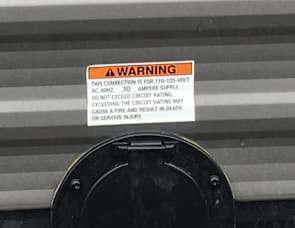 WARNING
THIS CONNECTION IS FOR 110-125-VOLT
AC, 60HZ, 30 AMPERE SUPPLY.
DO NOT EXCEED CIRCUIT RATING.
EXCEEDING THE CIRCUIT RATING MAY
CAUSE A FIRE AND RESULT IN DEATH
OR SERIOUS INJURY.